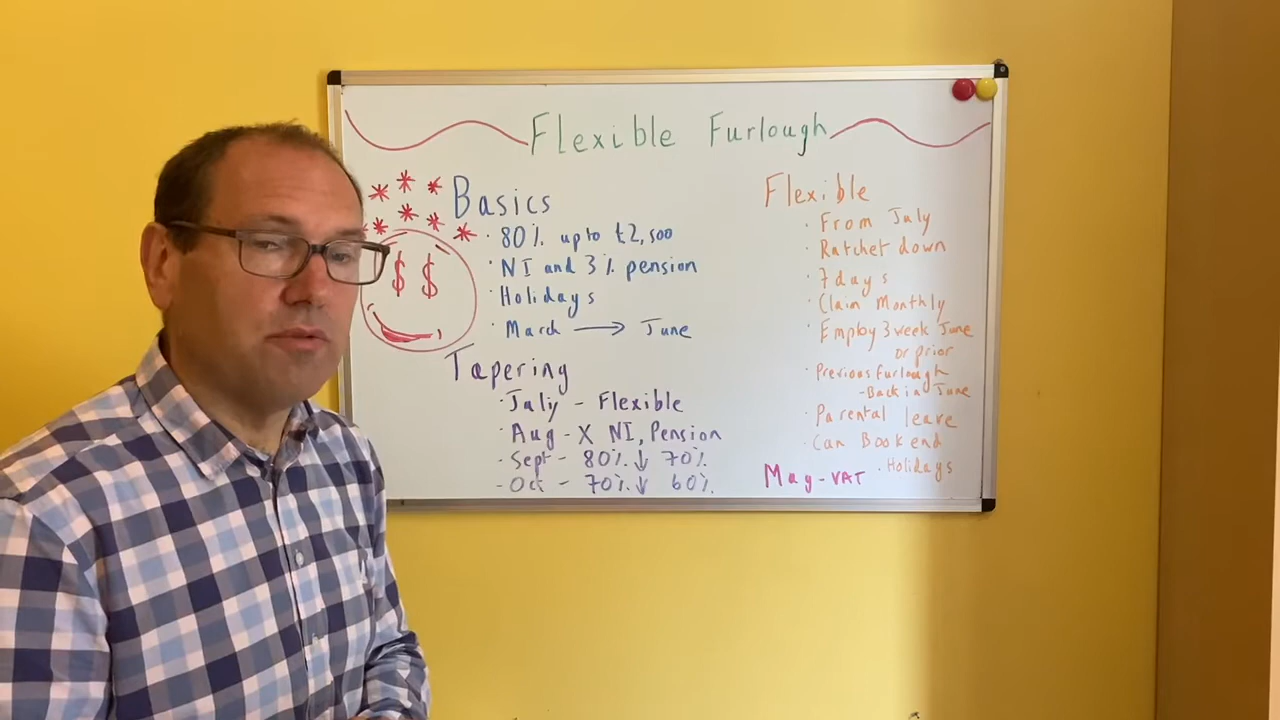 Flexible Furlough
Basics
· 80% up to £2,500
· NI and 3% pension
· Holidays
· March → June
Tapering
· July - Flexible
· Aug - X NI, Pension
· Sept - 80% ↓ 70%
- Oct - 70% ↓ 60%
$ $
Flexible
· From July
· Ratchet down
· 7 days
· Claim Monthly
· Employ 3 week June
or prior
· Previous furlough
- Back in June
· Parental leave
· Can Book end
· Holidays
May - VAT